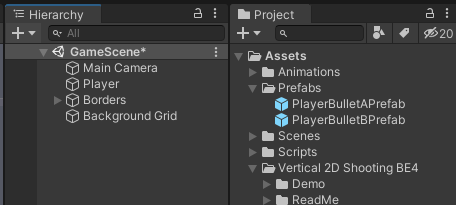 Hierarchy
All
GameScene*
Main Camera
Player
Borders
Background Grid
Project
20
Assets
Animations
Prefabs
PlayerBulletAPrefab
PlayerBulletBPrefab
Scenes
Scripts
Vertical 2D Shooting BE4
Demo
ReadMe